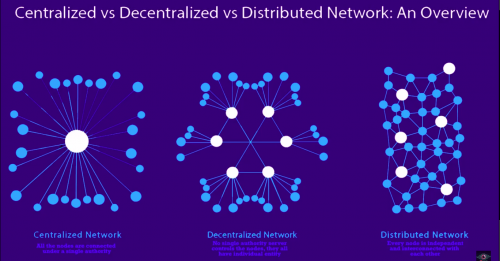 Centralized vs Decentralized vs Distributed Network: An Overview
Centralized Network
All the nodes are connected
under a single authority
Decentralized Network
No single authority server
controls the nodes, they all
have individual entity
Distributed Network
Every node is independent
and interconnected with
each other